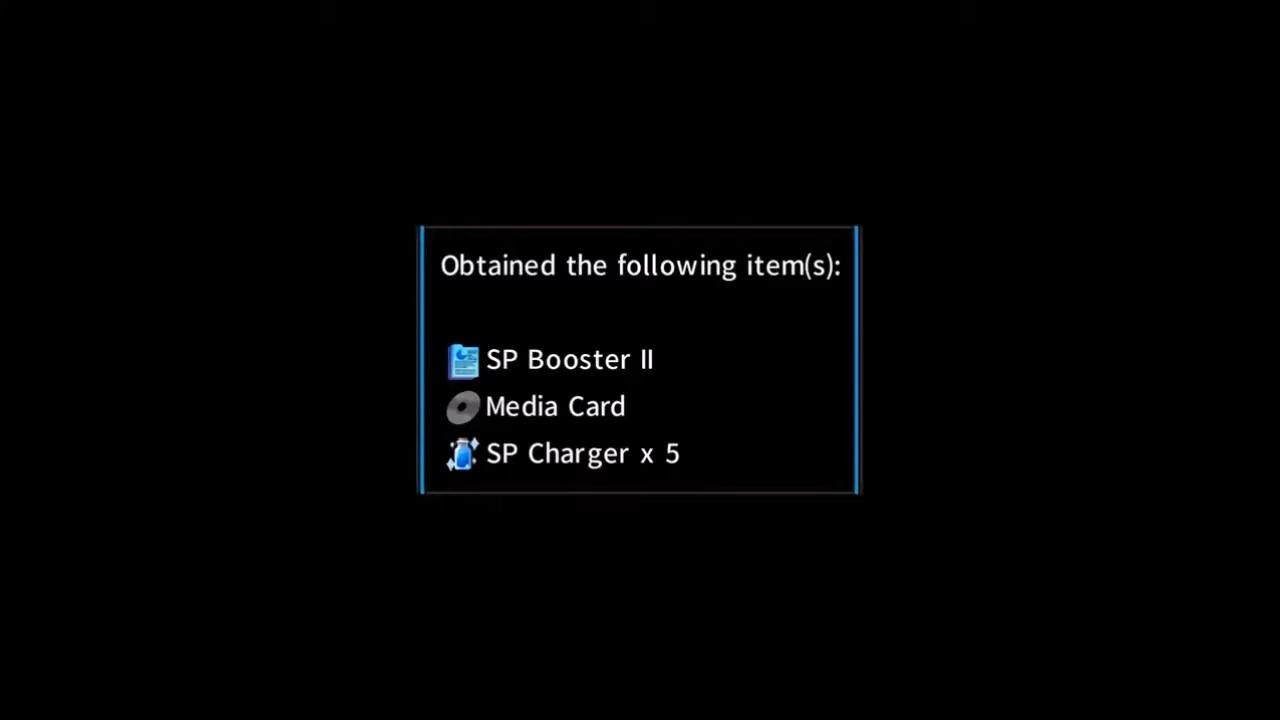 Obtained the following item(s):
SP Booster II
Media Card
SP Charger x 5